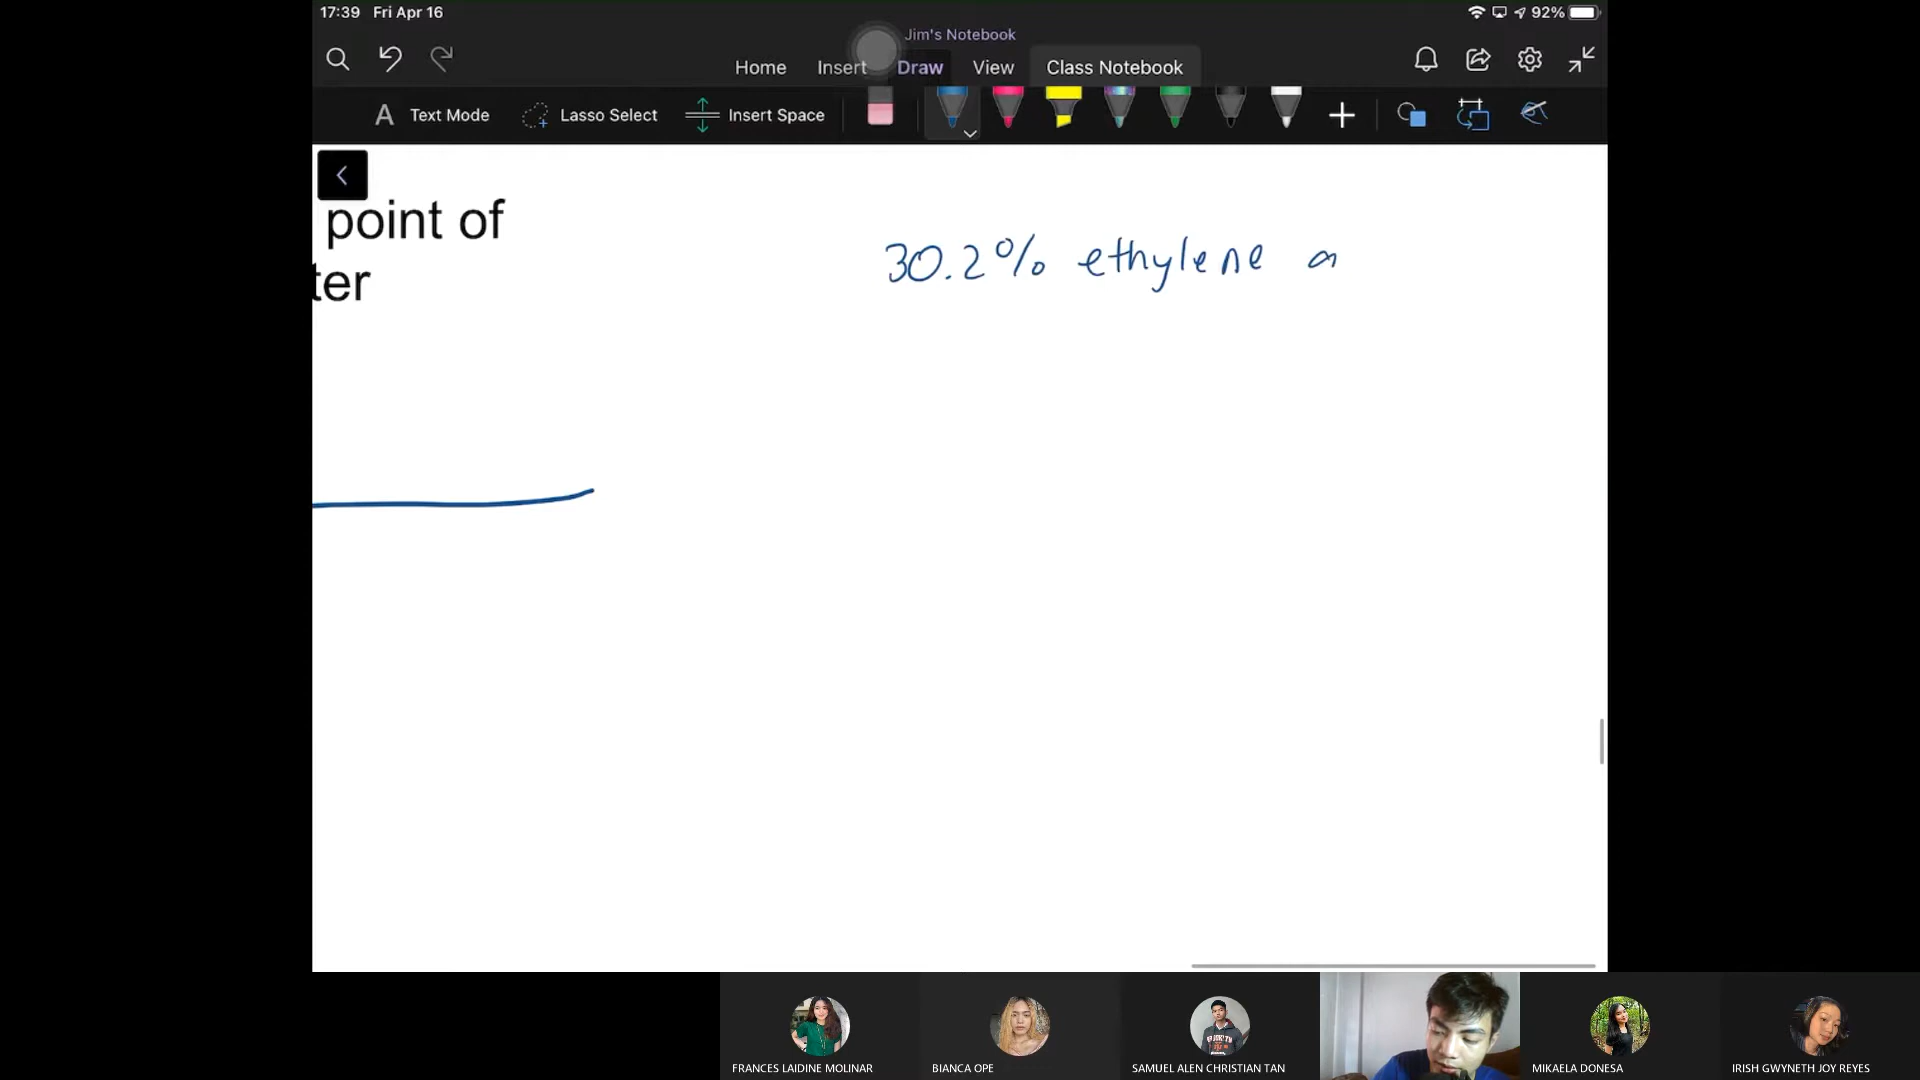 17:39 Fri Apr 16
92%
Jim's Notebook
Home Insert Draw View Class Notebook
A Text Mode Lasso Select Insert Space
point of
ter
30.2% ethylene a
FRANCES LAIDINE MOLINAR BIANCA OPE SAMUEL ALEN CHRISTIAN TAN MIKAELA DONESA IRISH GWYNETH JOY REYES